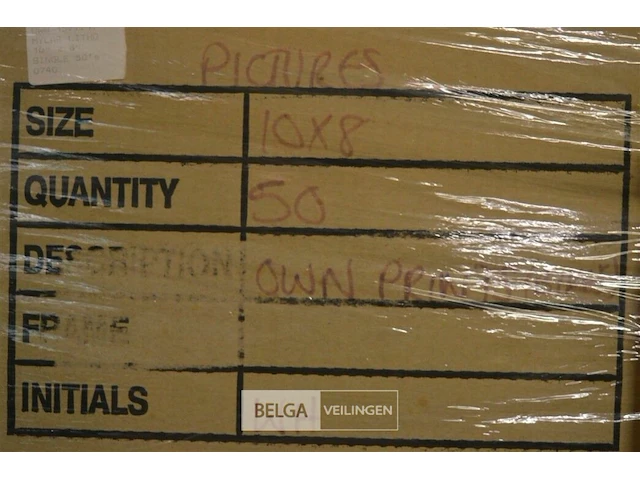 PICTURES
SIZE 10X8
QUANTITY 50
DESCRIPTION OWN
FRAME
INITIALS
BELGA VEILINGEN